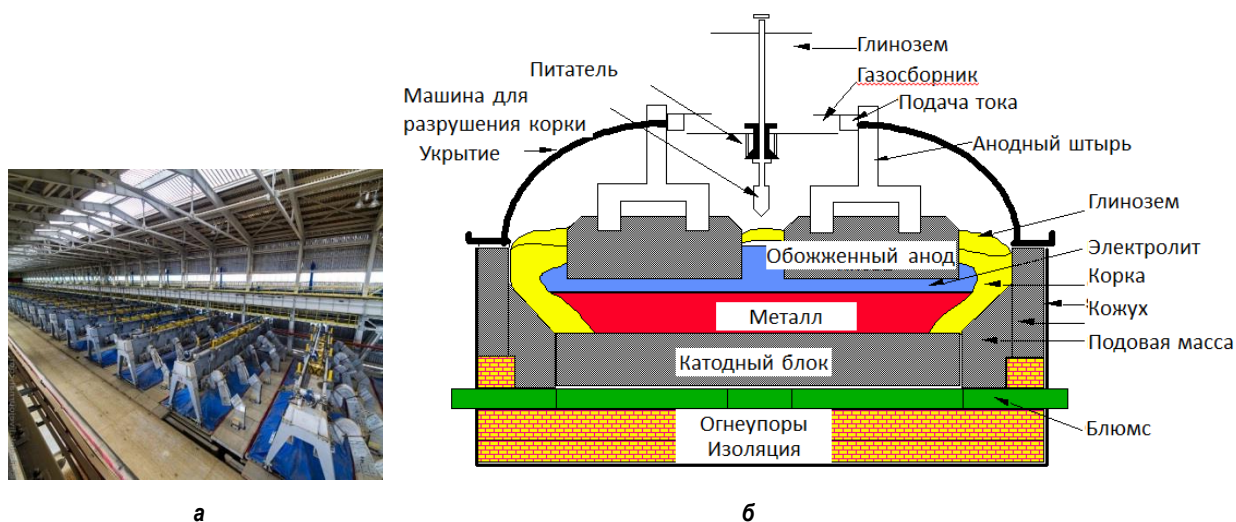 Глинозем
Питатель
Газосборник
Машина для
разрушения корки
Подача тока
Укрытие
Анодный штырь
Глинозем
Обожженный анод
Электролит
Корка
Металл
Кожух
Подовая масса
Катодный блок
Огнеупоры
Изоляция
Блюмс
а
б